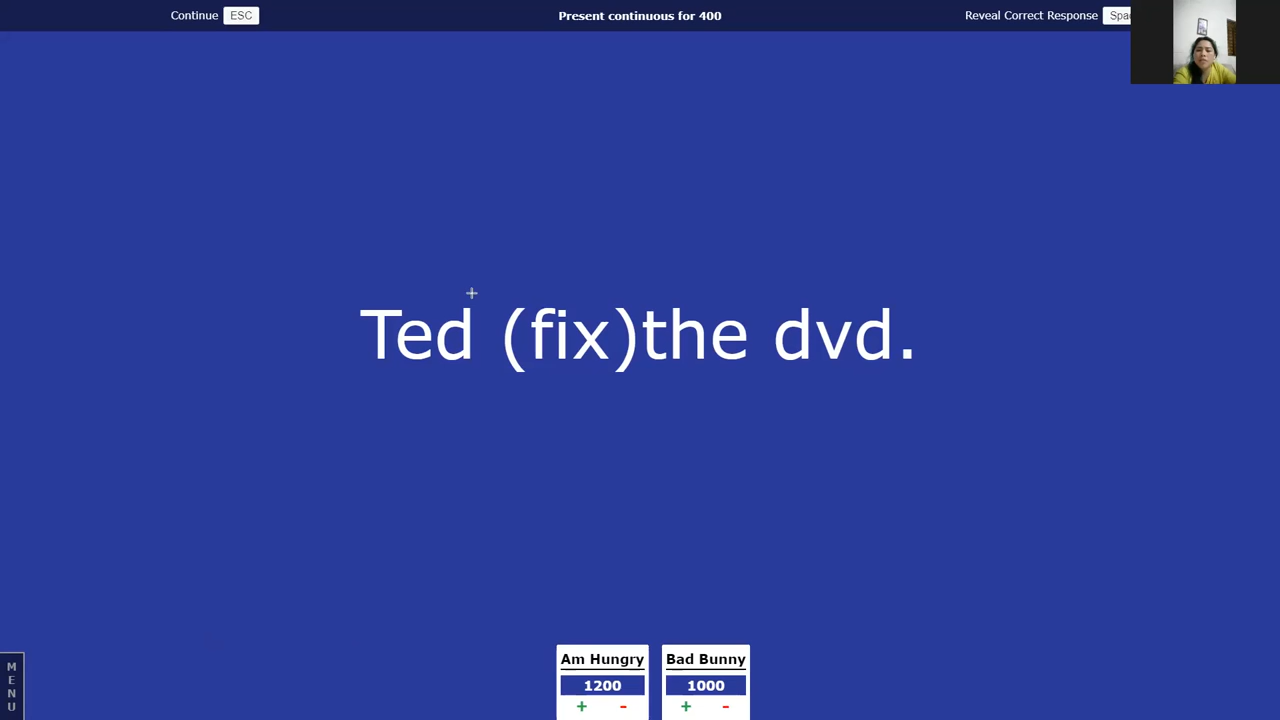 Continue ESC
Present continuous for 400
Reveal Correct Response
Ted (fix)the dvd.
Am Hungry
1200
+ -
Bad Bunny
1000
+ -
MENU